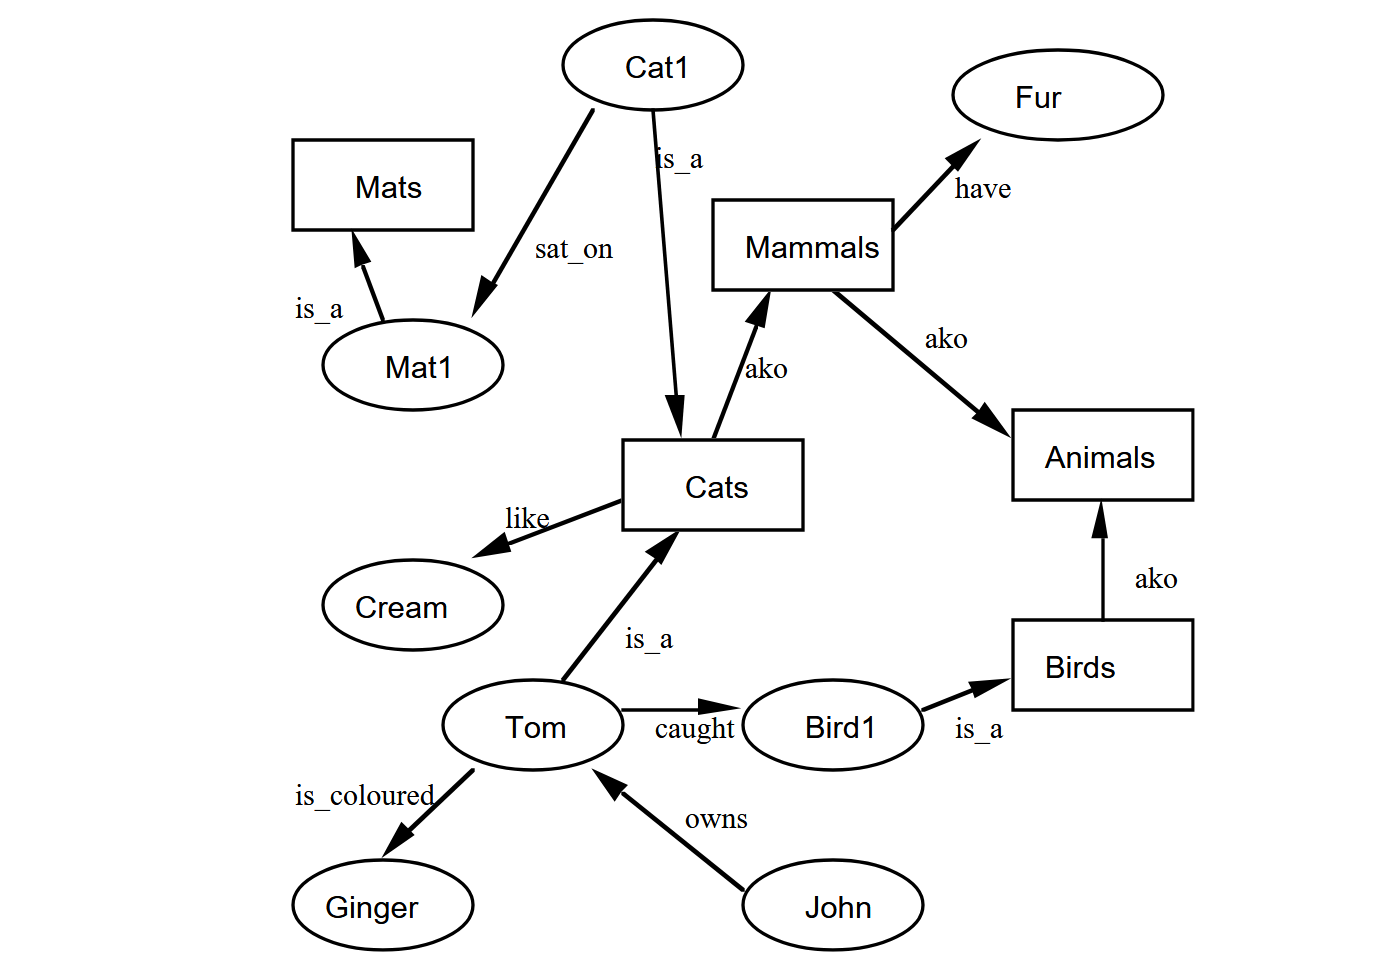 Cat1
Fur
is_a
Mats
have
Mammals
sat_on
is_a
ako
Mat1
ako
Animals
Cats
like
ako
Cream
is_a
Birds
Tom
caught
Bird1
is_a
is_coloured
owns
Ginger
John